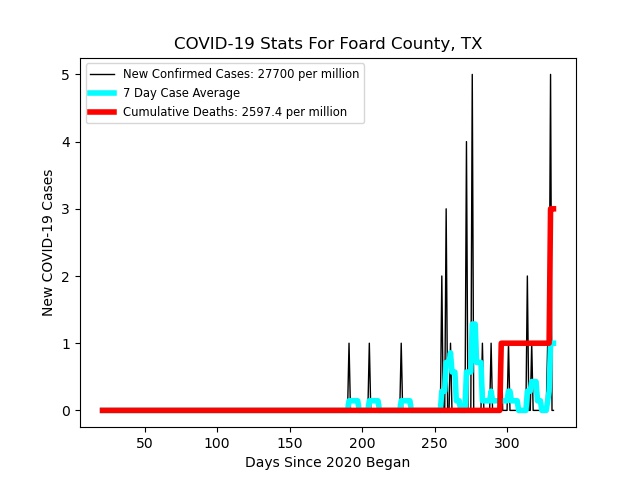 COVID-19 Stats For Foard County, TX
New Confirmed Cases: 27700 per million
7 Day Case Average
Cumulative Deaths: 2597.4 per million
New COVID-19 Cases
5
4
3
2
1
0
50 100 150 200 250 300
Days Since 2020 Began